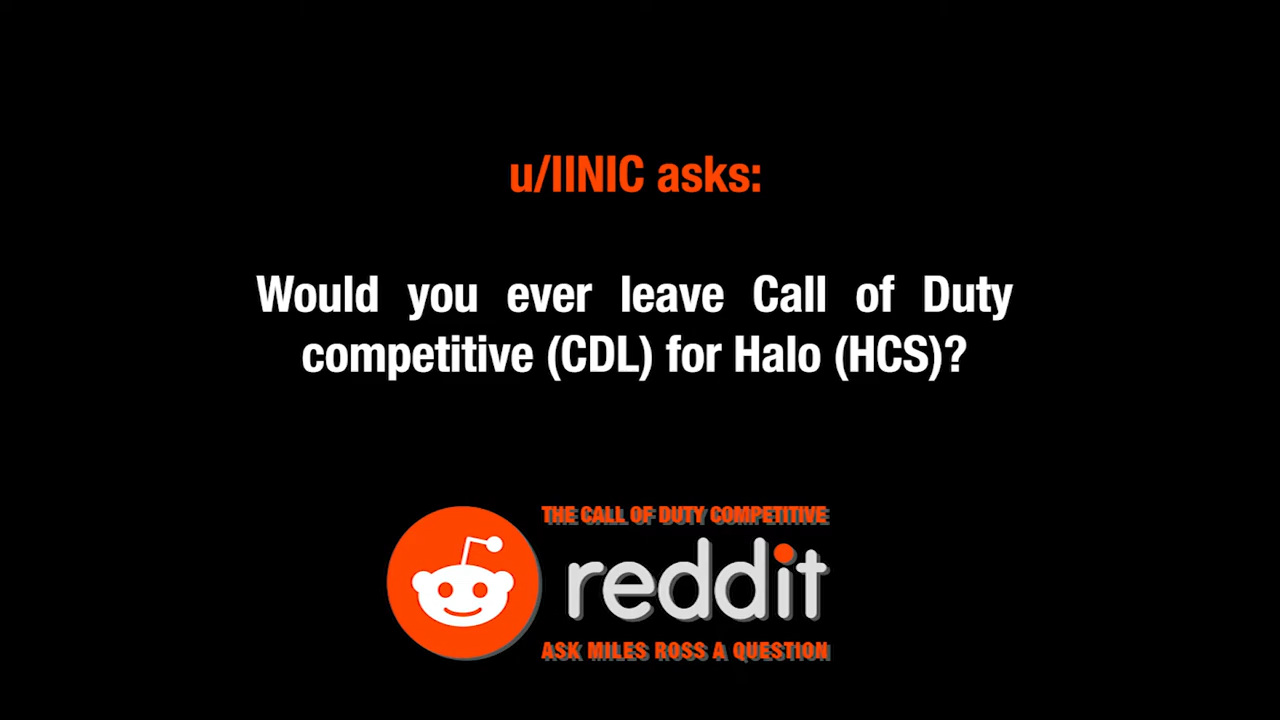 u/IINIC asks:
Would you ever leave Call of Duty
competitive (CDL) for Halo (HCS)?
THE CALL OF DUTY COMPETITIVE
reddit
ASK MILES ROSS A QUESTION